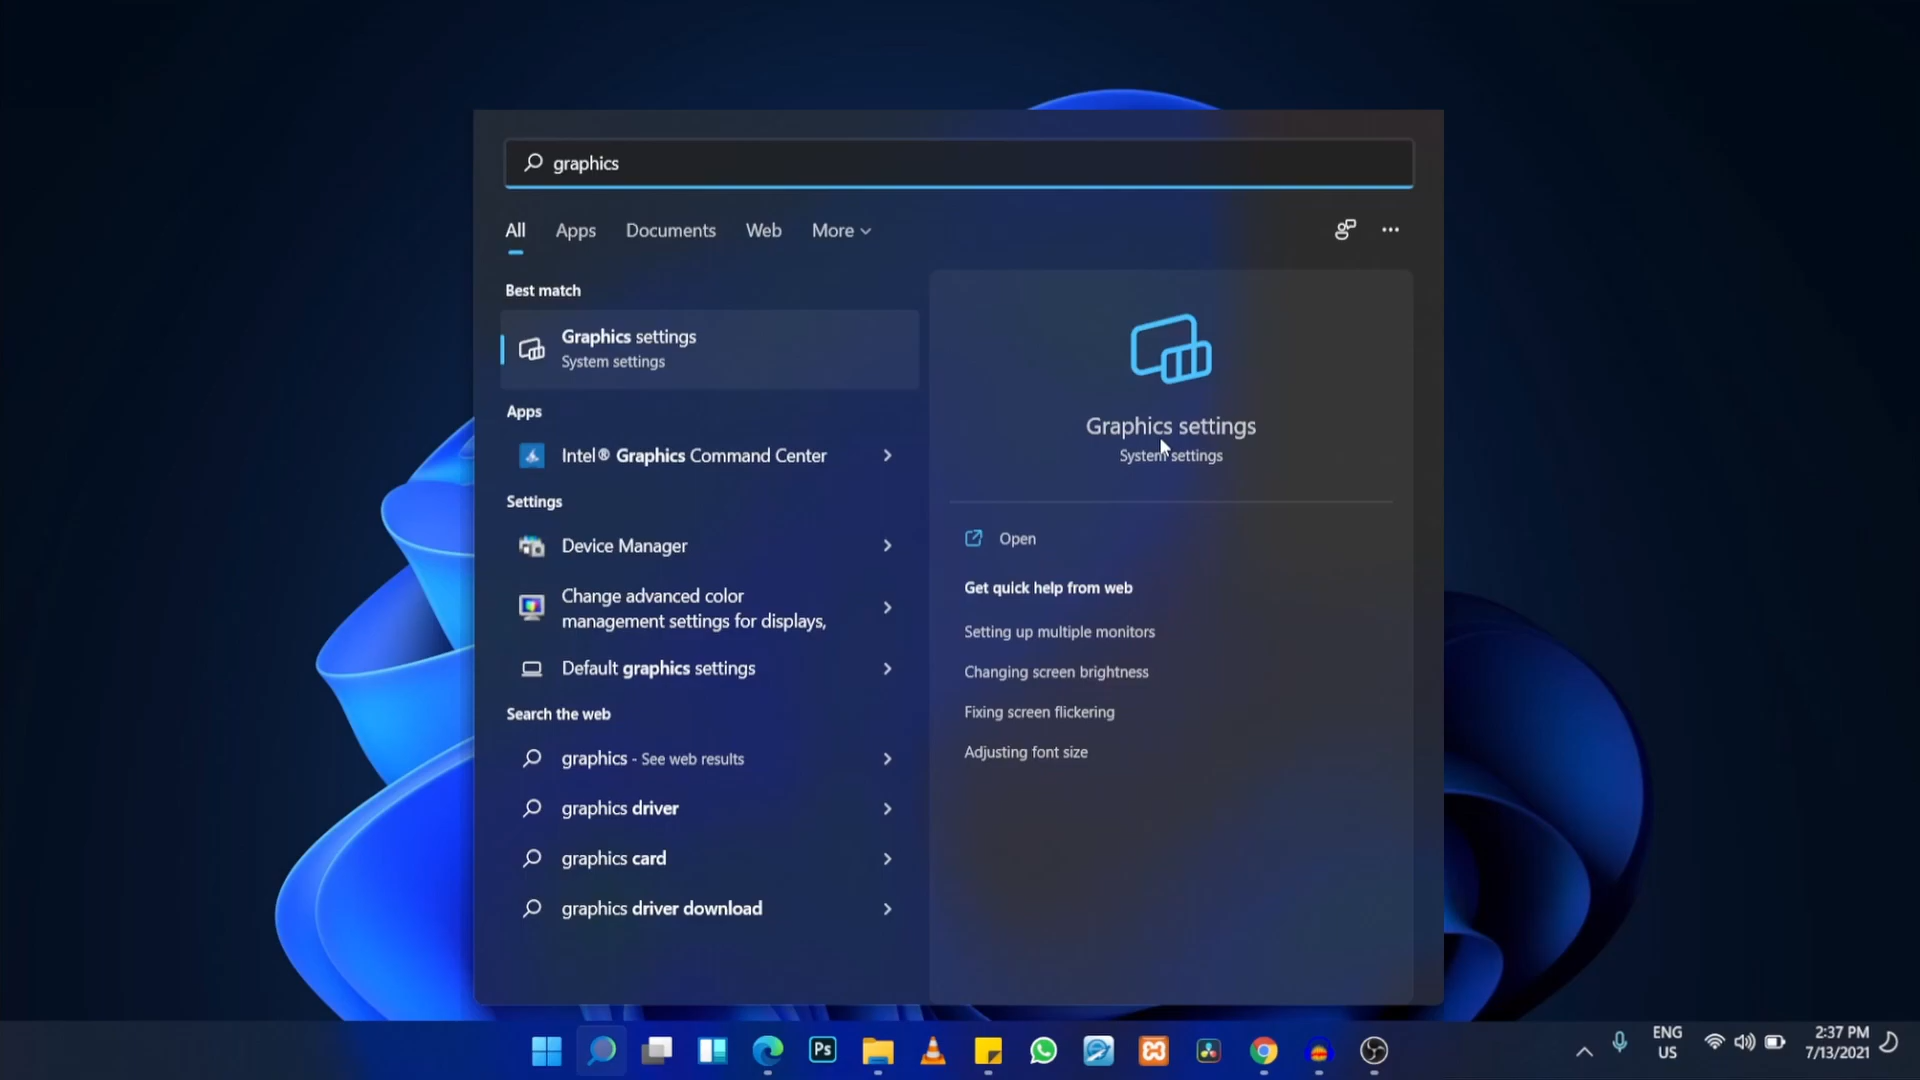 graphics
All Apps Documents Web More
Best match
Graphics settings
System settings
Apps
Intel® Graphics Command Center
Settings
Device Manager
Change advanced color
management settings for displays,
Default graphics settings
Search the web
graphics - See web results
graphics driver
graphics card
graphics driver download
Graphics settings
System settings
Open
Get quick help from web
Setting up multiple monitors
Changing screen brightness
Fixing screen flickering
Adjusting font size
Ps
ENG
US
2:37 PM
7/13/2021